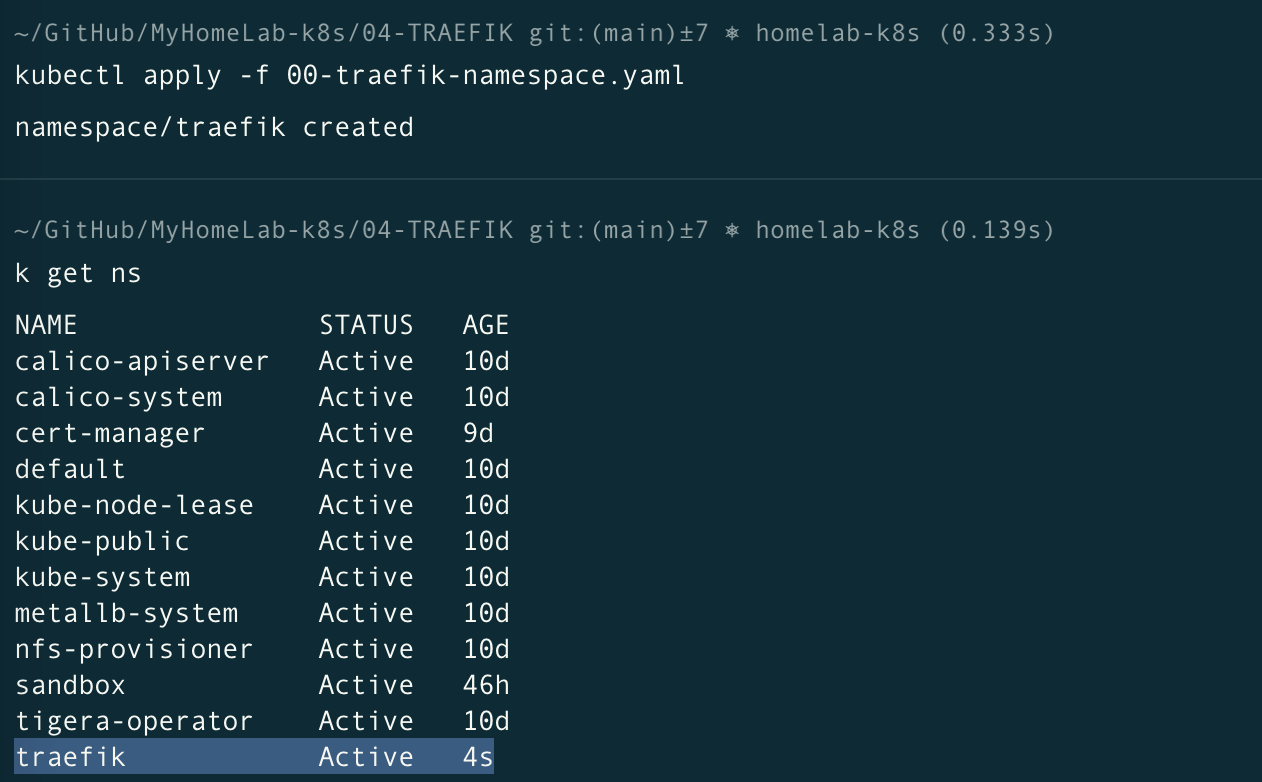 ~/GitHub/MyHomeLab-k8s/04-TRAEFIK git:(main)±7 ⎈ homelab-k8s (0.333s)
kubectl apply -f 00-traefik-namespace.yaml
namespace/traefik created
~/GitHub/MyHomeLab-k8s/04-TRAEFIK git:(main)±7 ⎈ homelab-k8s (0.139s)
k get ns
NAME STATUS AGE
calico-apiserver Active 10d
calico-system Active 10d
cert-manager Active 9d
default Active 10d
kube-node-lease Active 10d
kube-public Active 10d
kube-system Active 10d
metallb-system Active 10d
nfs-provisioner Active 10d
sandbox Active 46h
tigera-operator Active 10d
traefik Active 4s